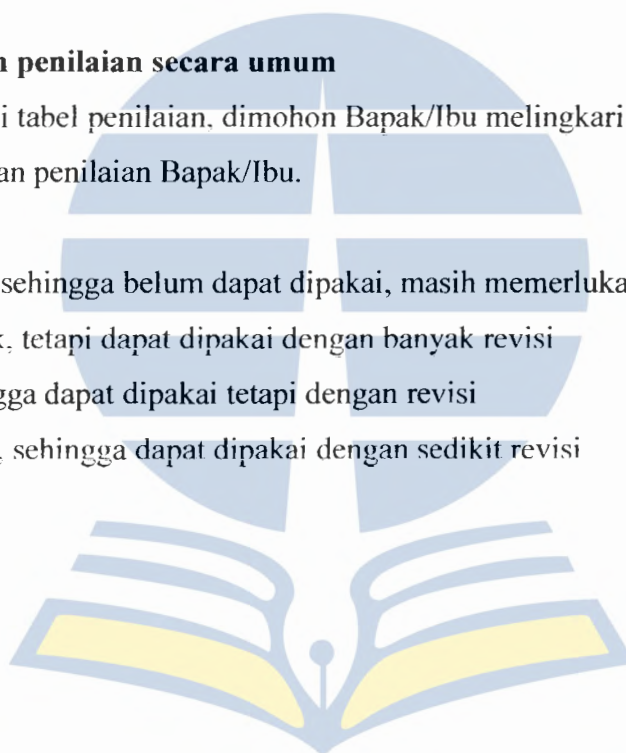 n penilaian secara umum
i tabel penilaian, dimohon Bapak/Ibu melingkari
an penilaian Bapak/Ibu.
sehingga belum dapat dipakai, masih memerluka
k, tetapi dapat dipakai dengan banyak revisi
gga dapat dipakai tetapi dengan revisi
, sehingga dapat dipakai dengan sedikit revisi